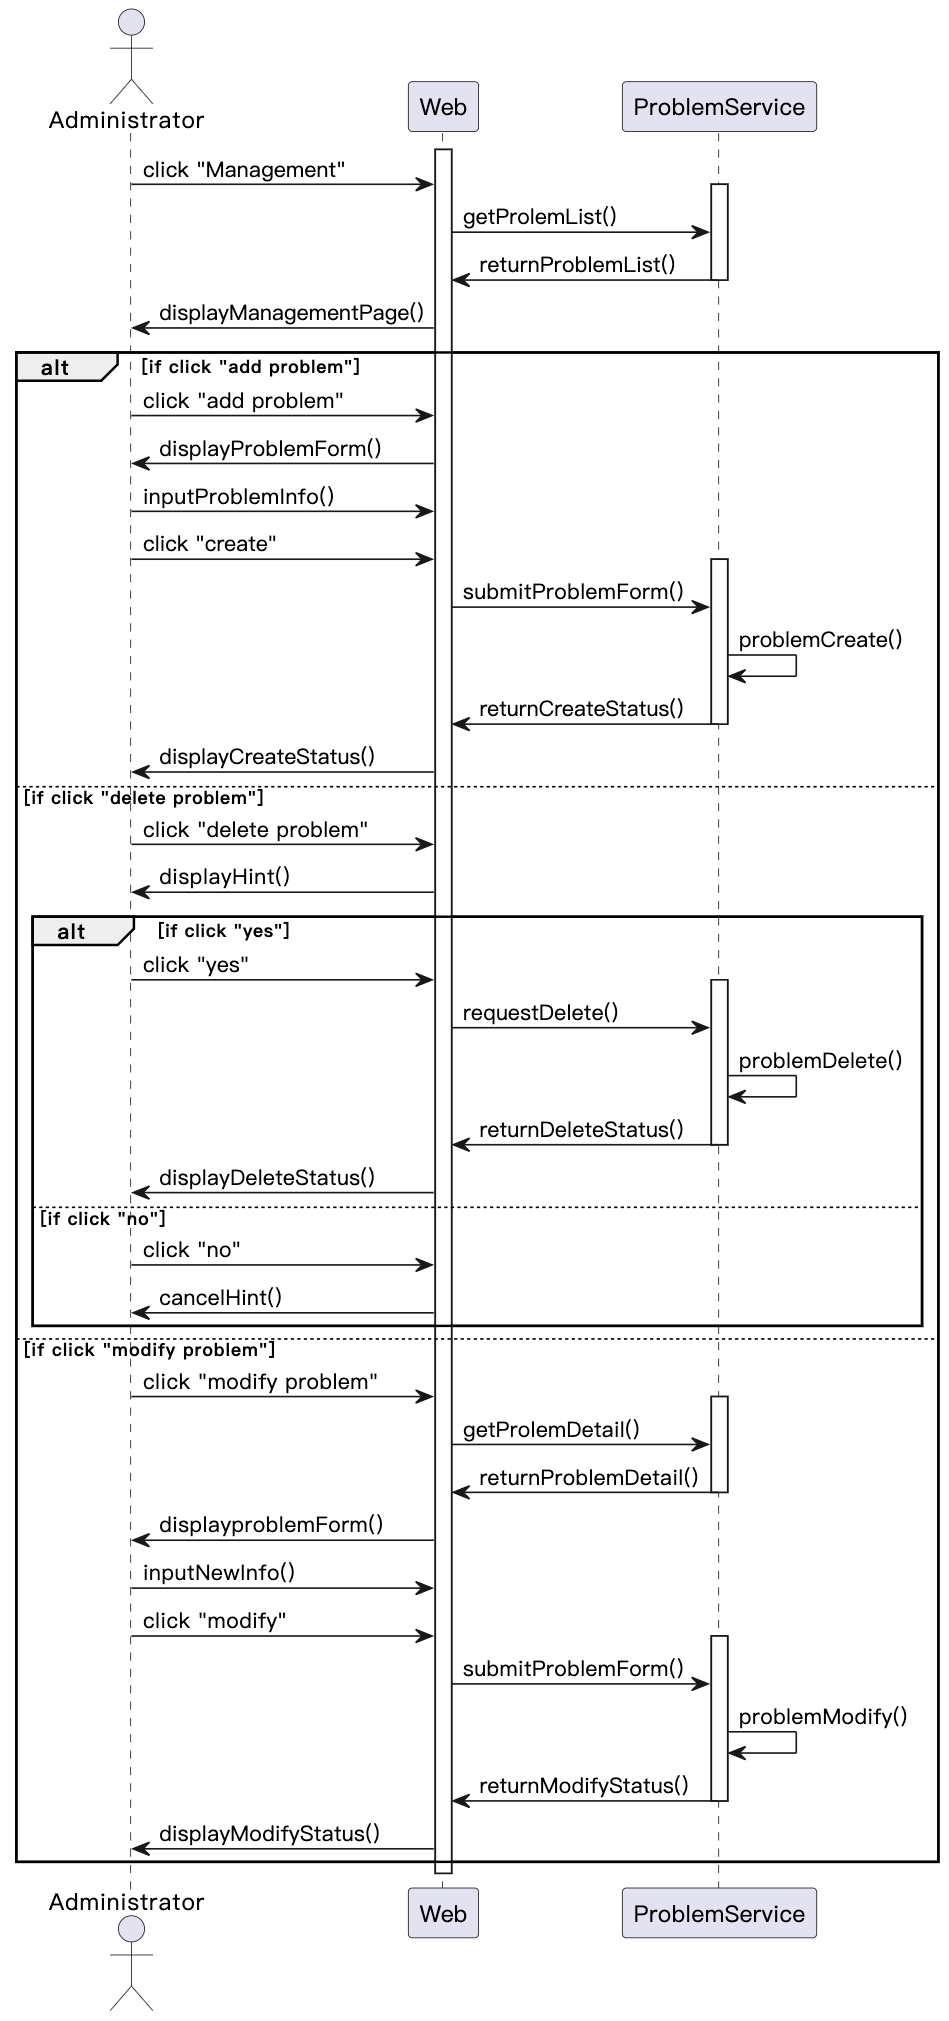 Administrator
Web
ProblemService
click "Management"
getProlemList()
returnProblemList()
displayManagementPage()
alt
[if click "add problem"]
click "add problem"
displayProblemForm()
inputProblemInfo()
click "create"
submitProblemForm()
problemCreate()
returnCreateStatus()
displayCreateStatus()
[if click "delete problem"]
click "delete problem"
displayHint()
alt
[if click "yes"]
click "yes"
requestDelete()
problemDelete()
returnDeleteStatus()
displayDeleteStatus()
[if click "no"]
click "no"
cancelHint()
[if click "modify problem"]
click "modify problem"
getProlemDetail()
returnProblemDetail()
displayproblemForm()
inputNewInfo()
click "modify"
submitProblemForm()
problemModify()
returnModifyStatus()
displayModifyStatus()
Administrator
Web
ProblemService